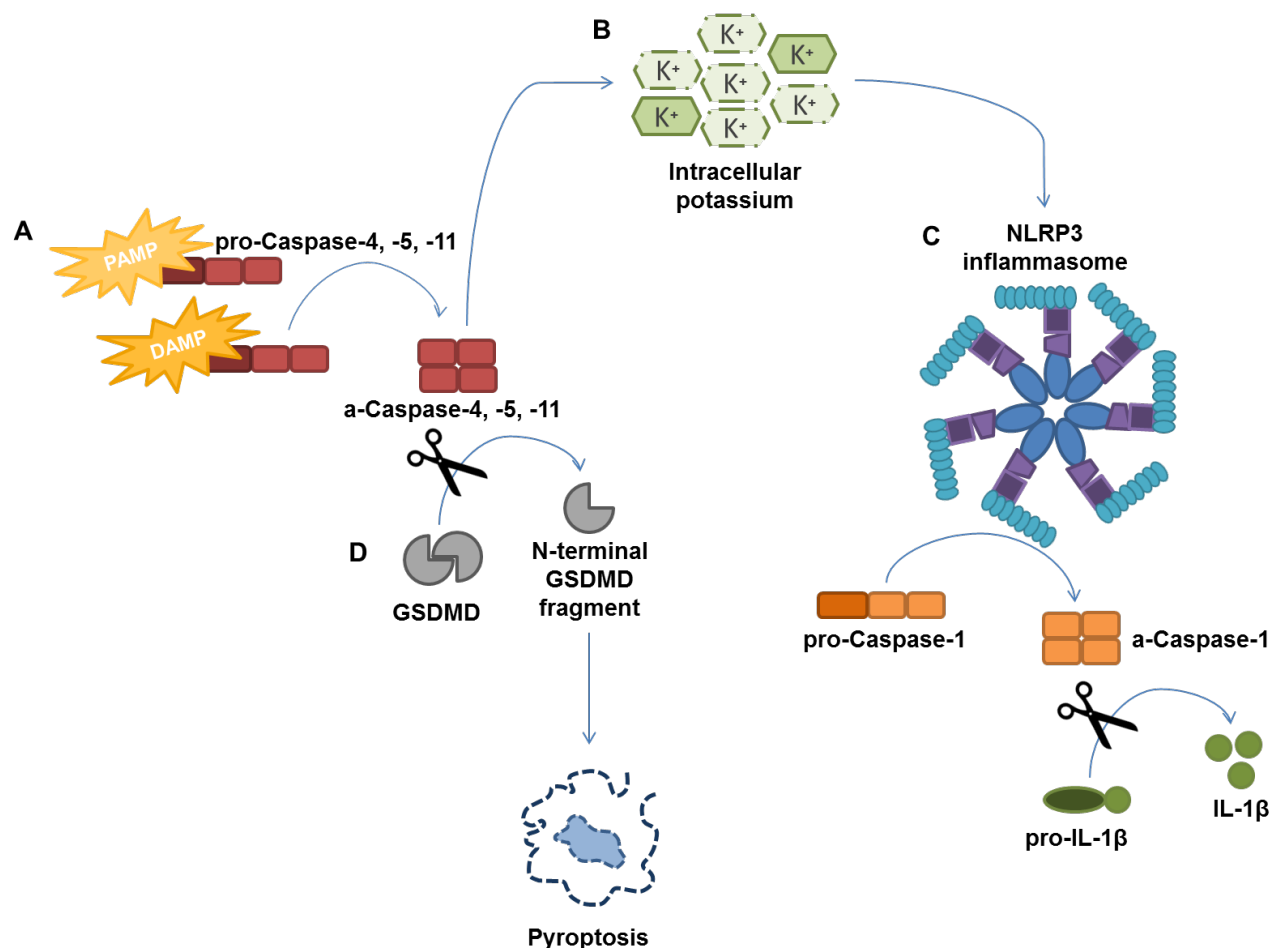 A
PAMP
pro-Caspase-4, -5, -11
DAMP
a-Caspase-4, -5, -11
B
K+
K+
K+
K+
K+
K+
K+
Intracellular
potassium
C
NLRP3
inflammasome
pro-Caspase-1
a-Caspase-1
pro-IL-1β
IL-1β
D
GSDMD
N-terminal
GSDMD
fragment
Pyroptosis